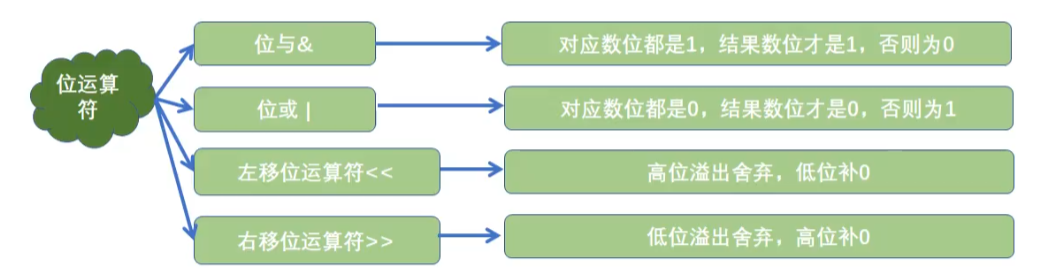 位运算
符
位与&
对应数位都是1，结果数位才是1，否则为0
位或 |
对应数位都是0，结果数位才是0，否则为1
左移位运算符<<
高位溢出舍弃，低位补0
右移位运算符>>
低位溢出舍弃，高位补0